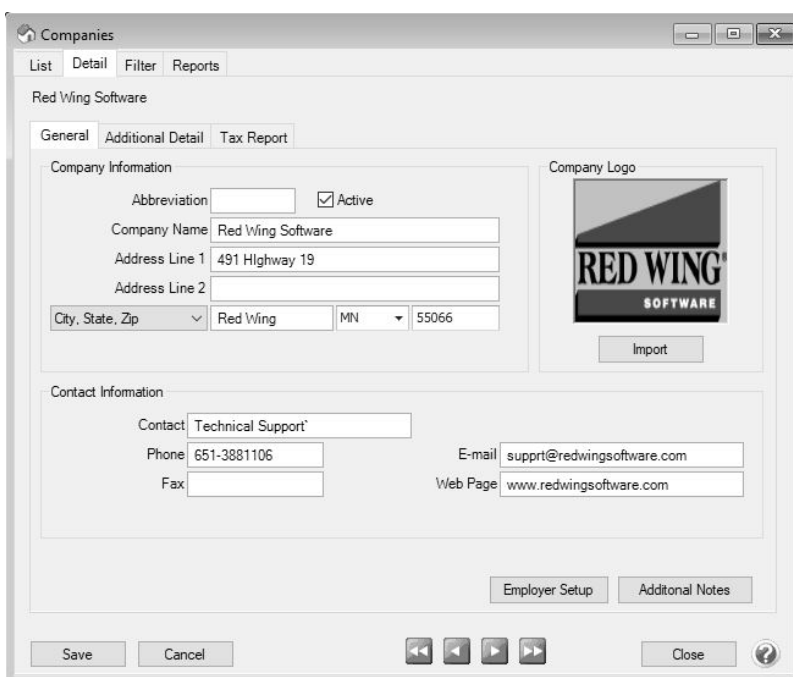 Companies
List Detail Filter Reports
Red Wing Software
General Additional Detail Tax Report
Company Information
Abbreviation Active
Company Name Red Wing Software
Address Line 1 491 HIghway 19
Address Line 2
City, State, Zip Red Wing MN 55066
Company Logo
RED WING®
SOFTWARE
Import
Contact Information
Contact Technical Support`
Phone 651-3881106
Fax
E-mail supprt@redwingsoftware.com
Web Page www.redwingsoftware.com
Employer Setup Additonal Notes
Save Cancel Close ?